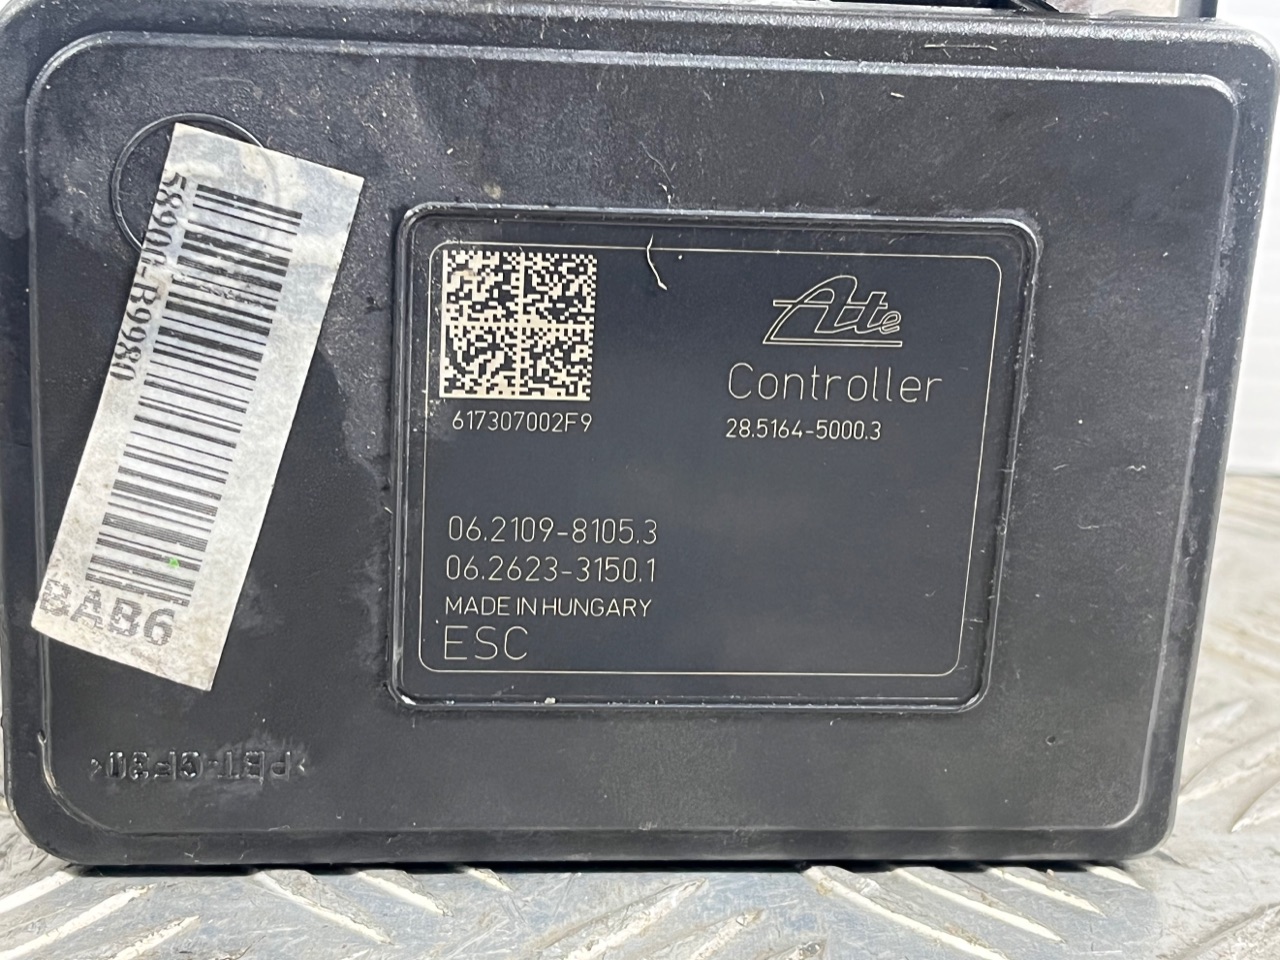 58900-B9980
BAB6
617307002F9
Ate
Controller
28.5164-5000.3
06.2109-8105.3
06.2623-3150.1
MADE IN HUNGARY
ESC
>PBT-GF30<